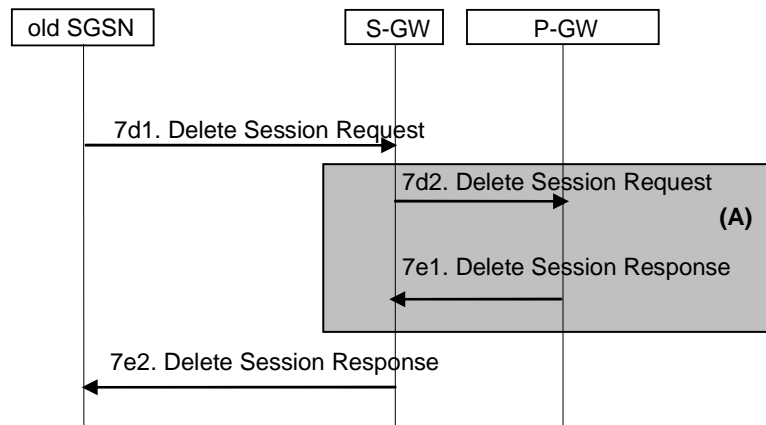 old SGSN
S-GW
P-GW
7d1. Delete Session Request
7d2. Delete Session Request
(A)
7e1. Delete Session Response
7e2. Delete Session Response